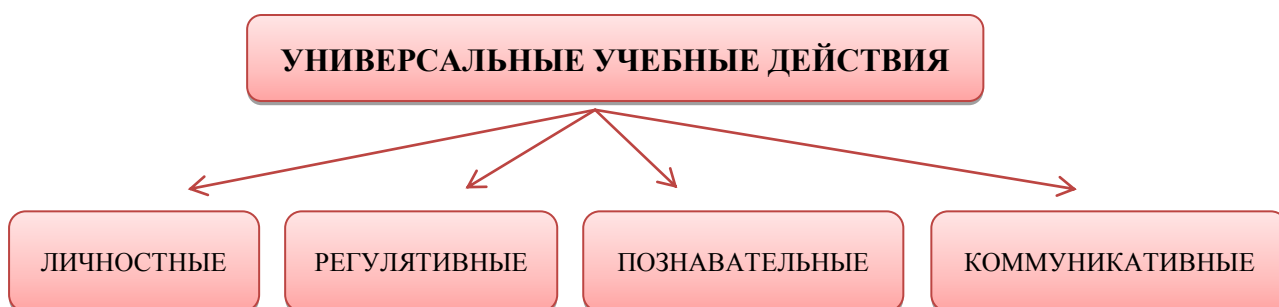 УНИВЕРСАЛЬНЫЕ УЧЕБНЫЕ ДЕЙСТВИЯ
ЛИЧНОСТНЫЕ
РЕГУЛЯТИВНЫЕ
ПОЗНАВАТЕЛЬНЫЕ
КОММУНИКАТИВНЫЕ